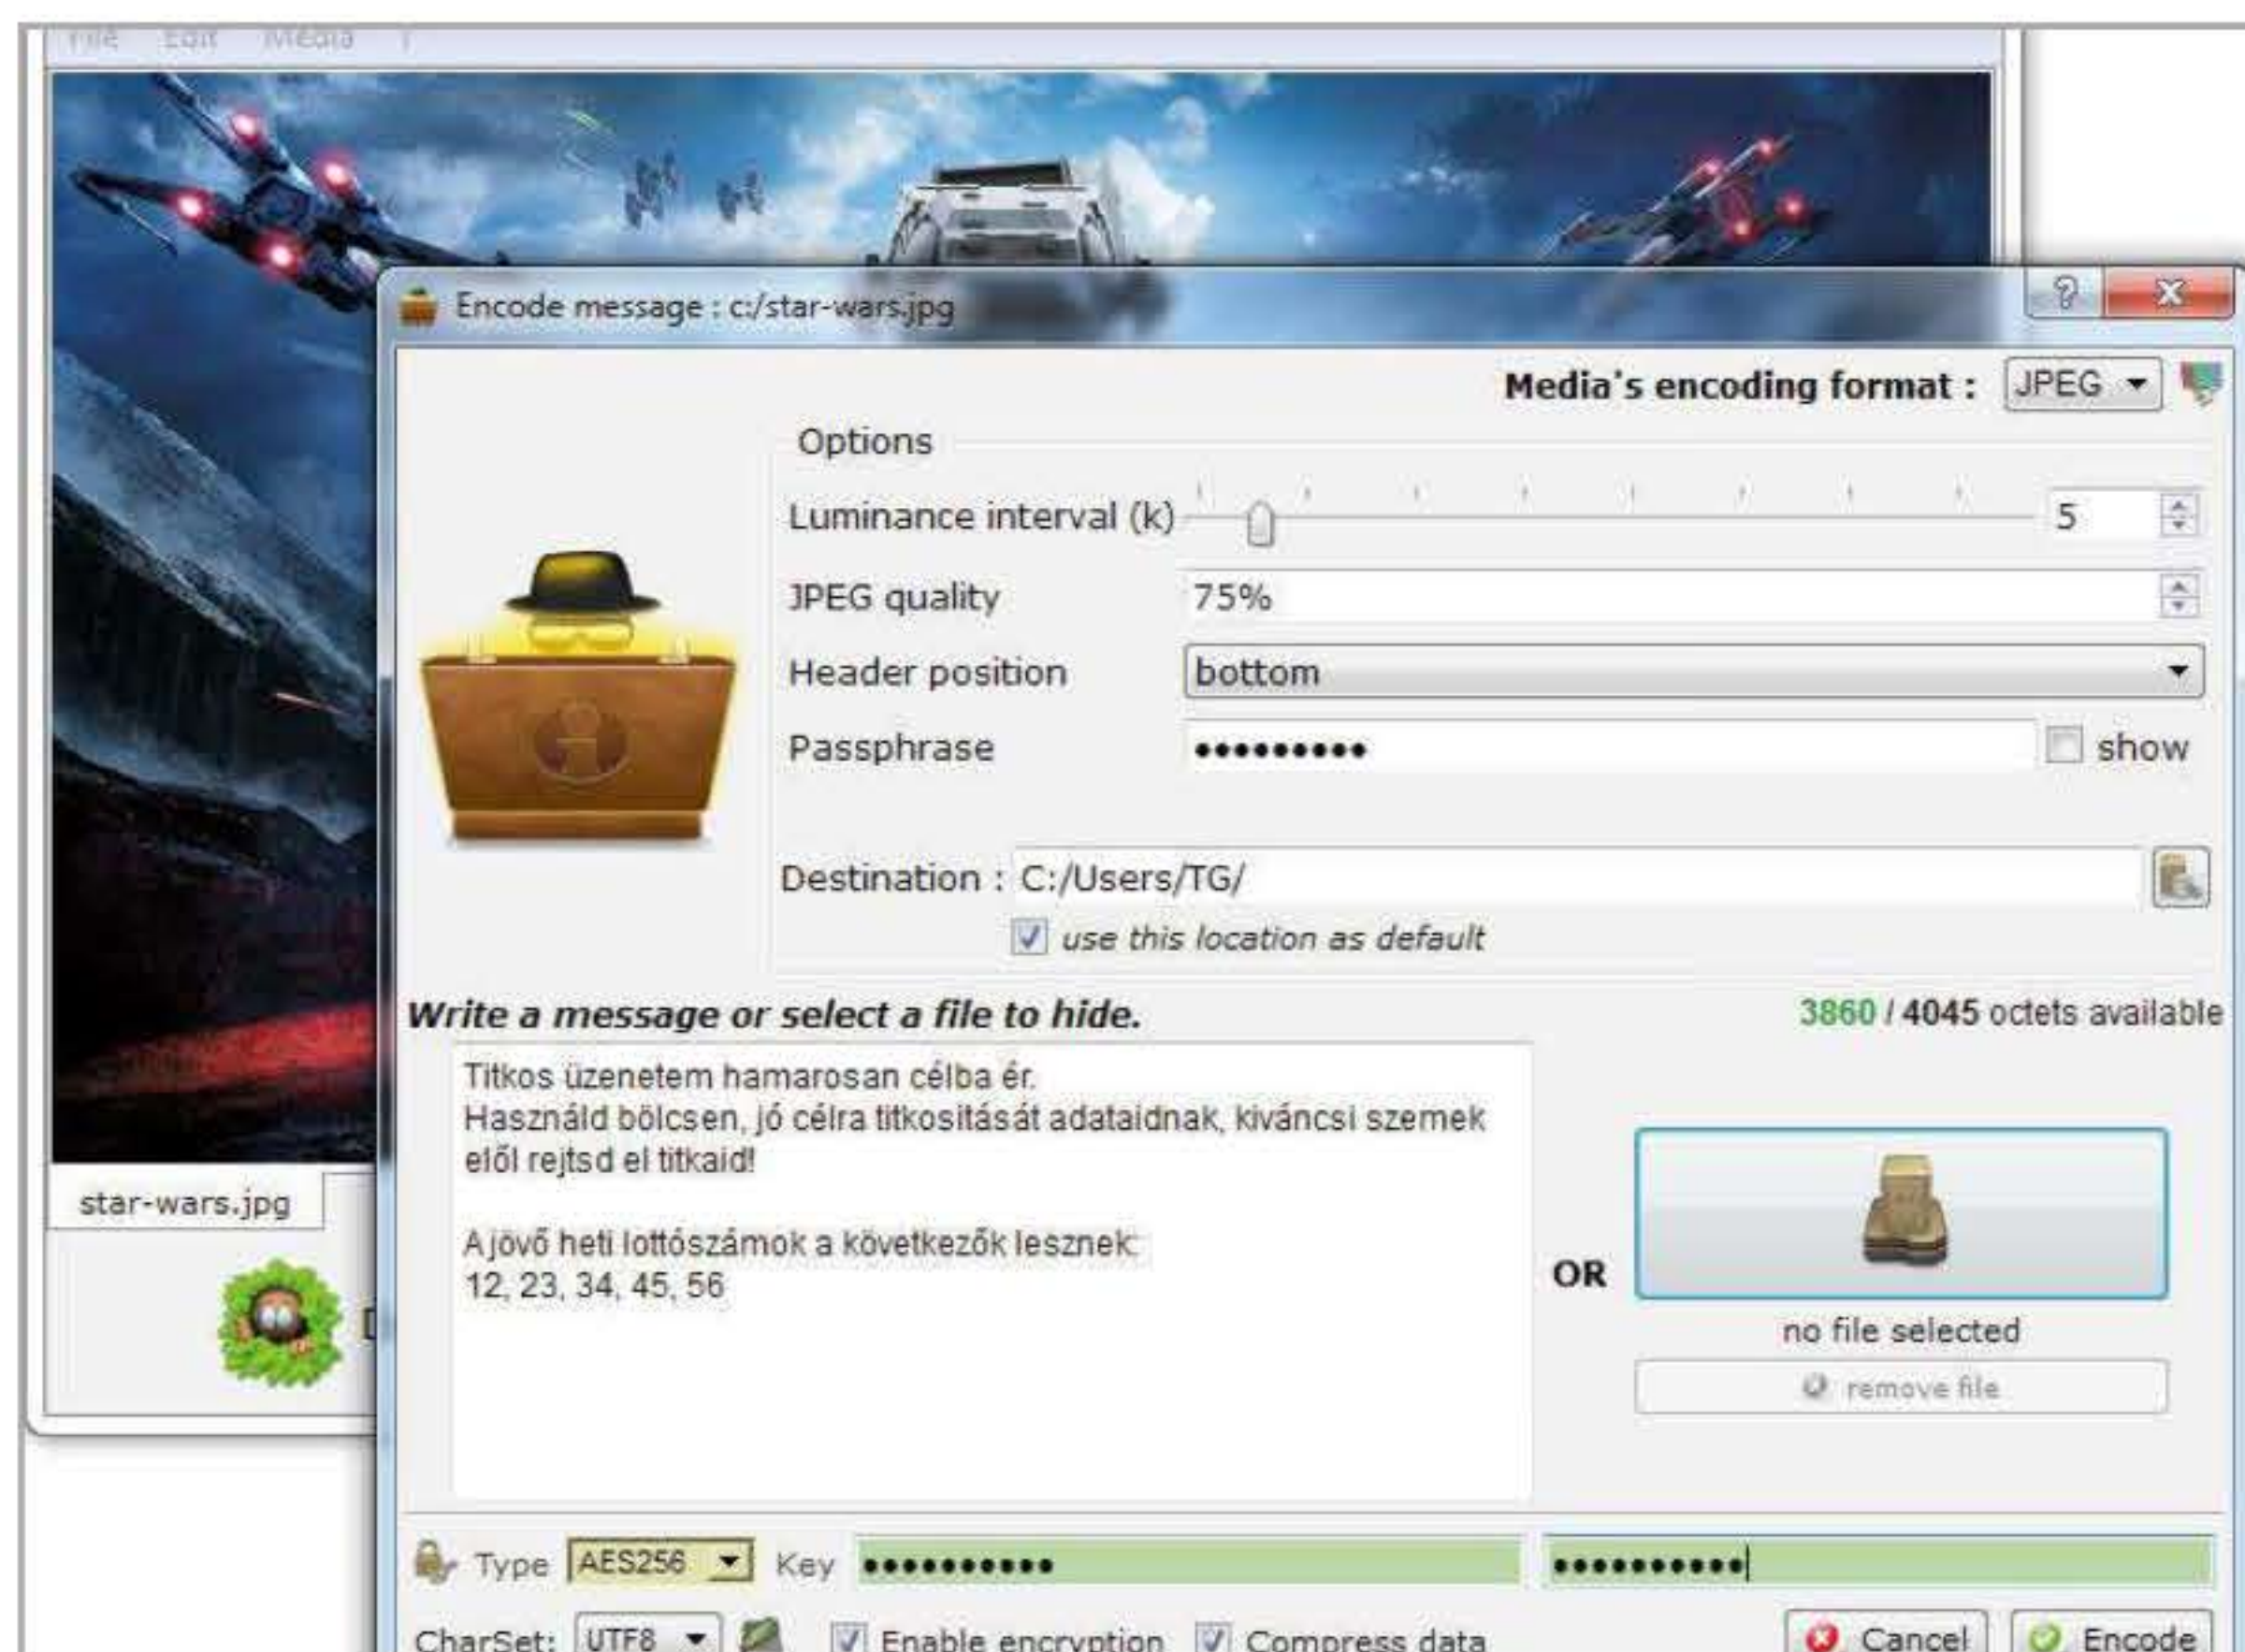 File Edit Media ?
Encode message : c:/star-wars.jpg
Media's encoding format : JPEG
Options
Luminance interval (k) 5
JPEG quality 75%
Header position bottom
Passphrase ●●●●●●●●● show
Destination : C:/Users/TG/
use this location as default
Write a message or select a file to hide.
3860 / 4045 octets available
Titkos üzenetem hamarosan célba ér.
Használd bölcsen, jó célra titkositását adataidnak, kiváncsi szemek
elől rejtsd el titkaid!
A jövő heti lottószámok a következők lesznek:
12, 23, 34, 45, 56
OR
no file selected
remove file
star-wars.jpg
Type AES256 Key ●●●●●●●●●● ●●●●●●●●●●
CharSet: UTF8 Enable encryption Compress data Cancel Encode